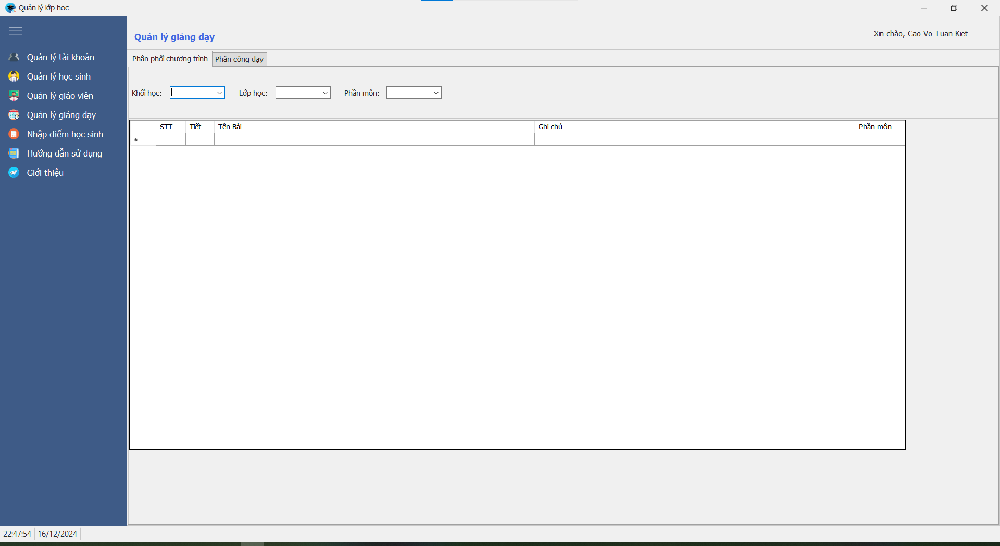 Quản lý lớp học
Quản lý giảng dạy
Xin chào, Cao Vo Tuan Kiet
Quản lý tài khoản
Quản lý học sinh
Quản lý giáo viên
Quản lý giảng dạy
Nhập điểm học sinh
Hướng dẫn sử dụng
Giới thiệu
Phân phối chương trình Phân công dạy
Khối học: Lớp học: Phần môn:
STT Tiết Tên Bài Ghi chú Phần môn
22:47:54 16/12/2024